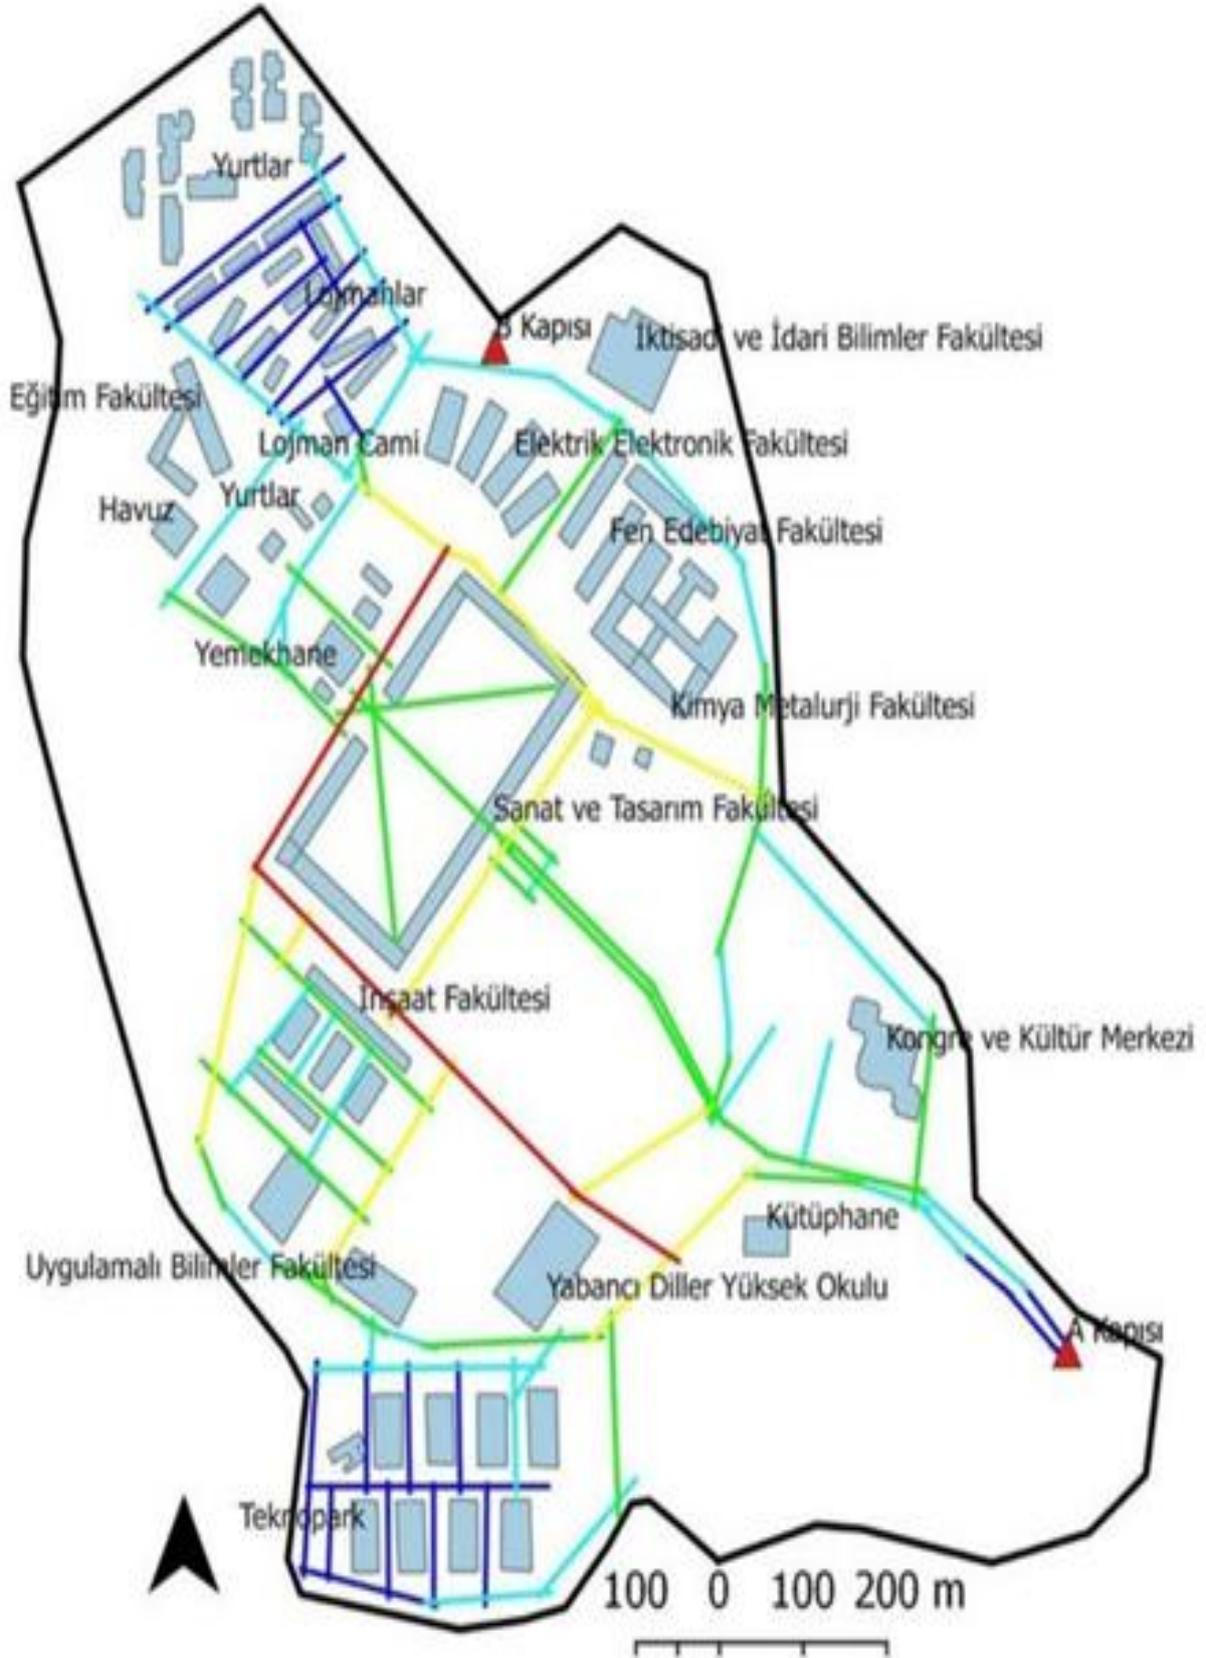 Yurtlar
Lojmanlar
B Kapısı
İktisadi ve İdari Bilimler Fakültesi
Eğitim Fakültesi
Lojman Cami
Elektrik Elektronik Fakültesi
Yurtlar
Havuz
Fen Edebiyat Fakültesi
Yemekhane
Kimya Metalurji Fakültesi
Sanat ve Tasarım Fakültesi
İnşaat Fakültesi
Kongre ve Kültür Merkezi
Kütüphane
Uygulamalı Bilimler Fakültesi
Yabancı Diller Yüksek Okulu
A Kapısı
Teknopark
100 0 100 200 m